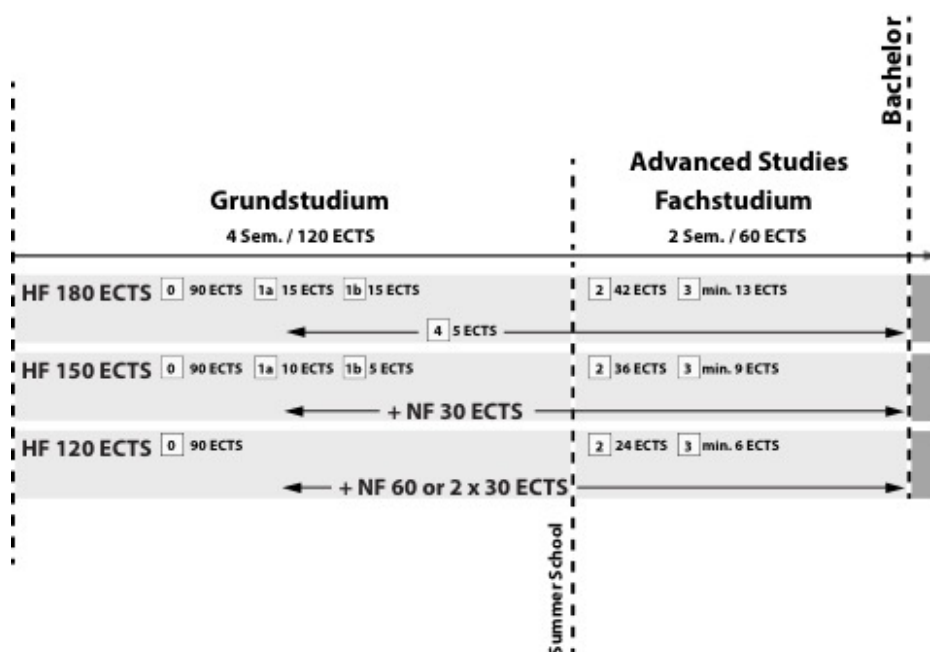 Bachelor
Advanced Studies
Grundstudium
Fachstudium
4 Sem. / 120 ECTS
2 Sem. / 60 ECTS
HF 180 ECTS 0 90 ECTS 1a 15 ECTS 1b 15 ECTS 2 42 ECTS 3 min. 13 ECTS
4 5 ECTS
HF 150 ECTS 0 90 ECTS 1a 10 ECTS 1b 5 ECTS 2 36 ECTS 3 min. 9 ECTS
+ NF 30 ECTS
HF 120 ECTS 0 90 ECTS 2 24 ECTS 3 min. 6 ECTS
+ NF 60 or 2 x 30 ECTS
Summer School